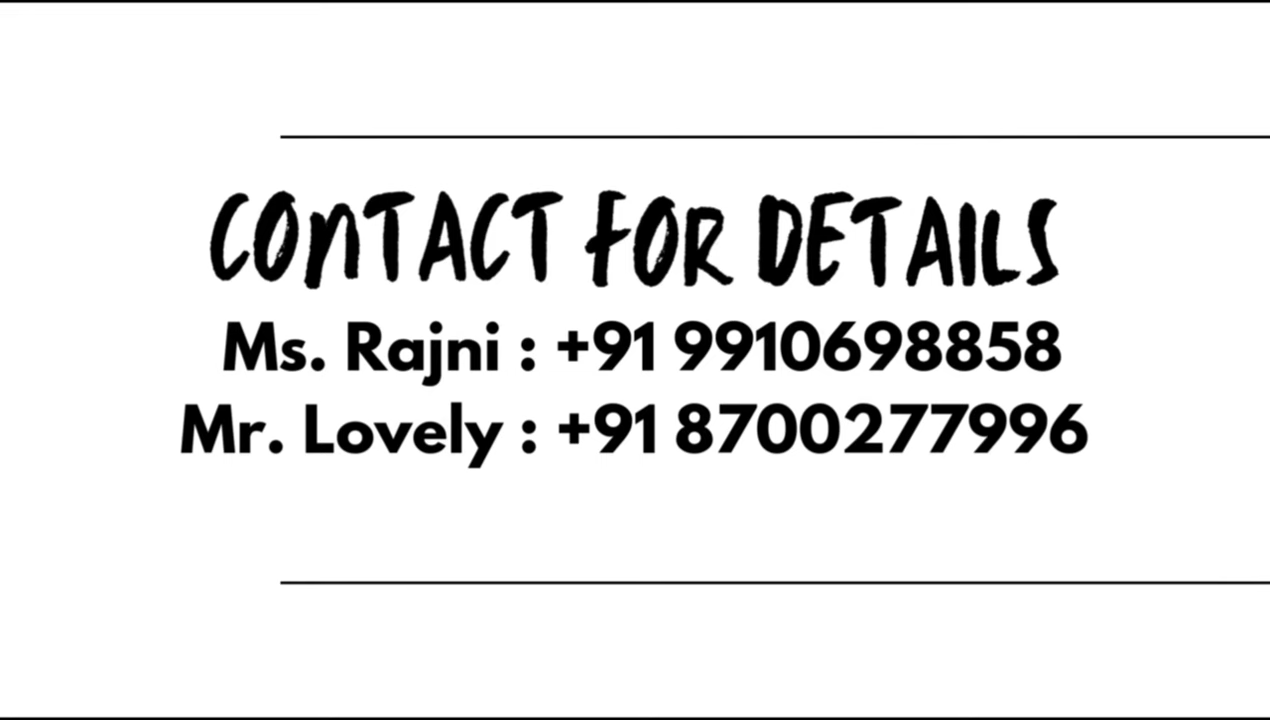 CONTACT FOR DETAILS
Ms. Rajni : +91 9910698858
Mr. Lovely : +91 8700277996